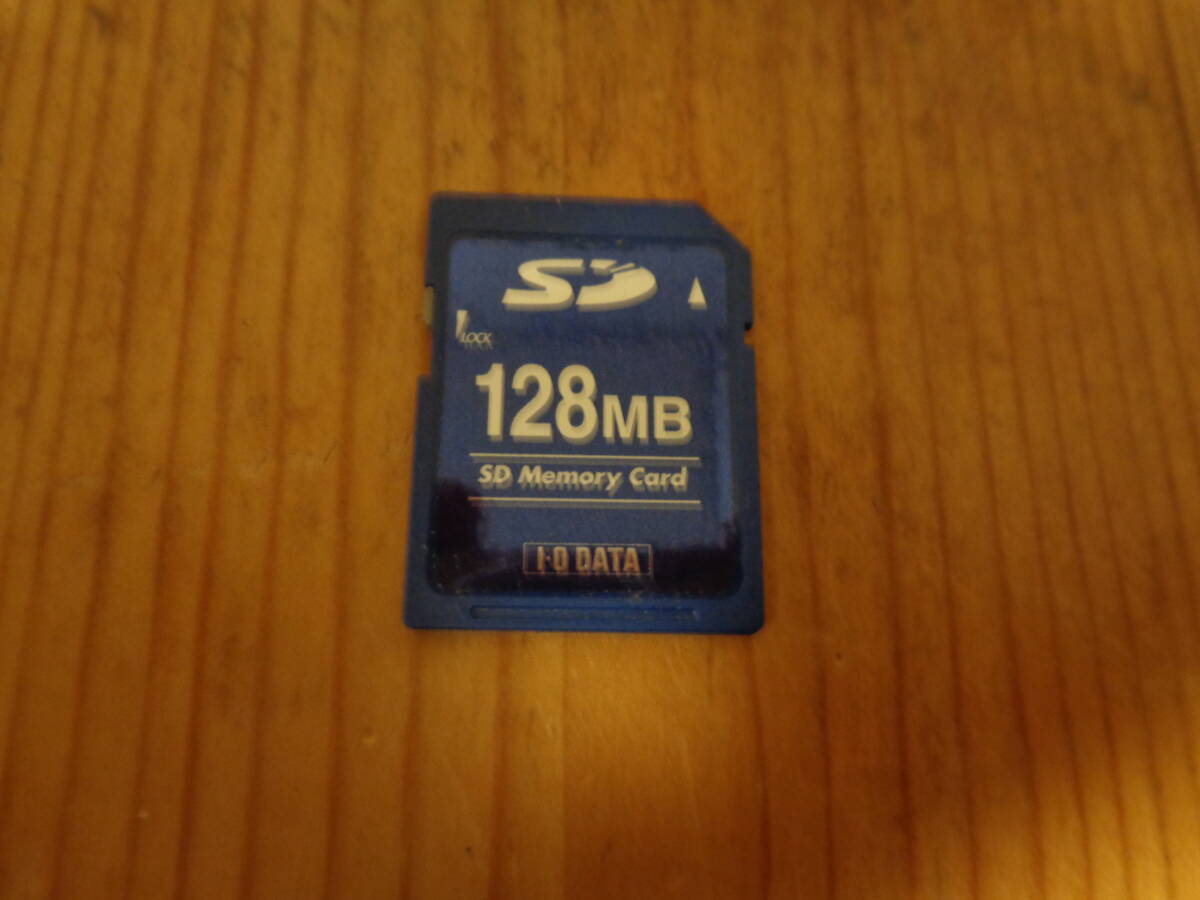 SD
LOCK
128MB
SD Memory Card
I·O DATA